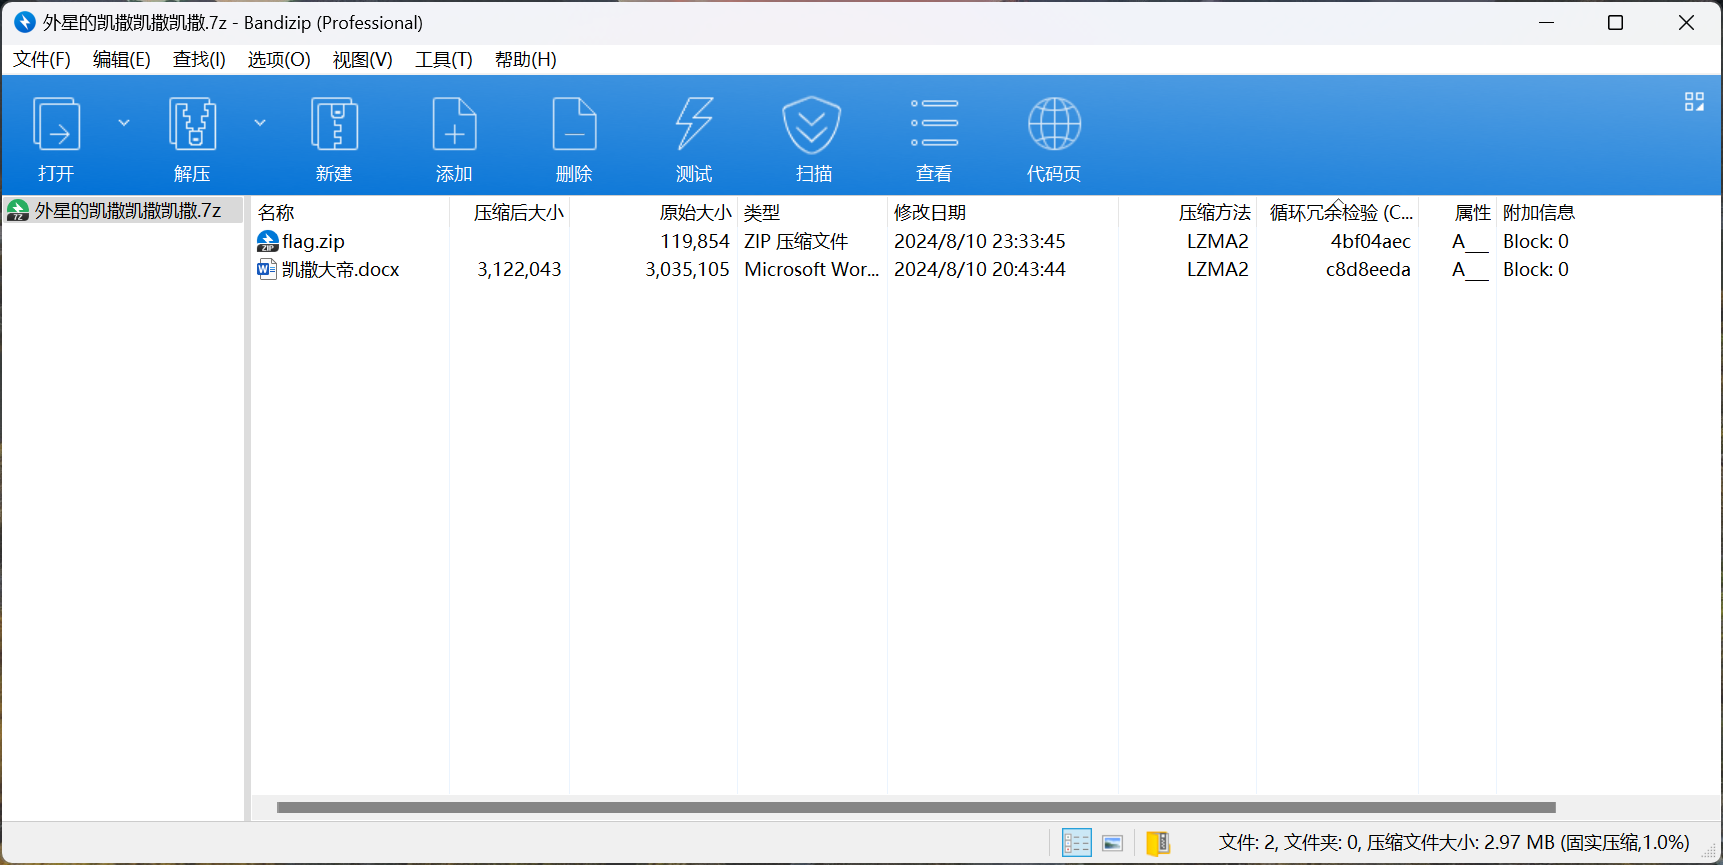 外星的凯撒凯撒凯撒.7z - Bandizip (Professional)
文件(F) 编辑(E) 查找(I) 选项(O) 视图(V) 工具(T) 帮助(H)
打开 解压 新建 添加 删除 测试 扫描 查看 代码页
外星的凯撒凯撒凯撒.7z
名称 压缩后大小 原始大小 类型 修改日期 压缩方法 循环冗余检验 (C... 属性 附加信息
flag.zip 119,854 ZIP 压缩文件 2024/8/10 23:33:45 LZMA2 4bf04aec A__ Block: 0
凯撒大帝.docx 3,122,043 3,035,105 Microsoft Wor... 2024/8/10 20:43:44 LZMA2 c8d8eeda A__ Block: 0
文件: 2, 文件夹: 0, 压缩文件大小: 2.97 MB (固实压缩,1.0%)